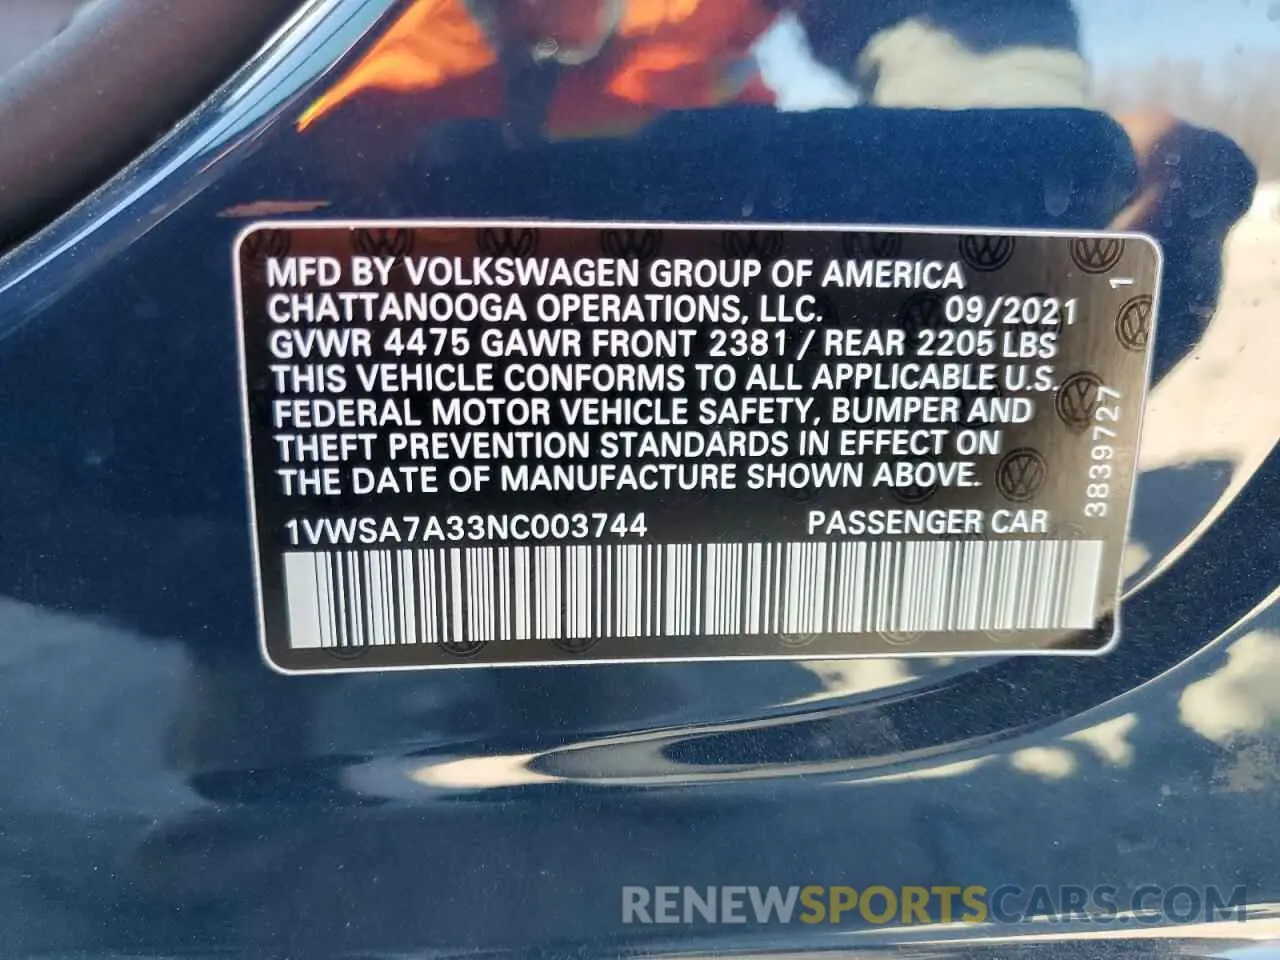 MFD BY VOLKSWAGEN GROUP OF AMERICA
CHATTANOOGA OPERATIONS, LLC. 09/2021
GVWR 4475 GAWR FRONT 2381 / REAR 2205 LBS
THIS VEHICLE CONFORMS TO ALL APPLICABLE U.S.
FEDERAL MOTOR VEHICLE SAFETY, BUMPER AND
THEFT PREVENTION STANDARDS IN EFFECT ON
THE DATE OF MANUFACTURE SHOWN ABOVE.
1VWSA7A33NC003744 PASSENGER CAR
3839727 1
RENEWSPORTSCARS.COM